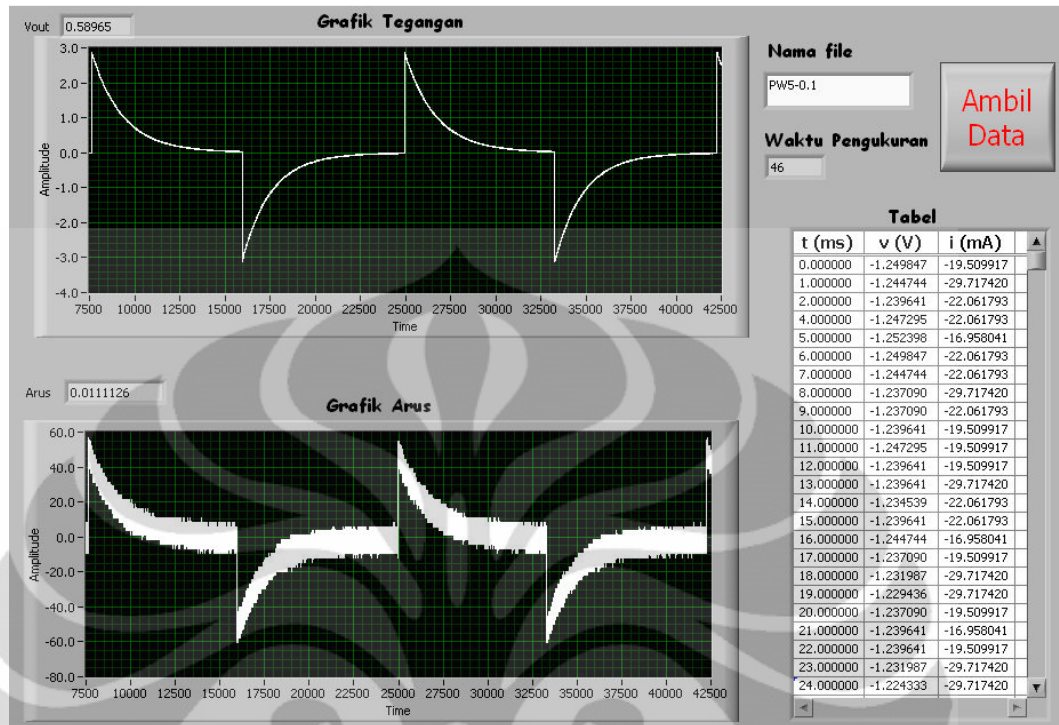 Vout 0.58965
Grafik Tegangan
Amplitude
3.0
2.0
1.0
0.0
-1.0
-2.0
-3.0
-4.0
7500 10000 12500 15000 17500 20000 22500 25000 27500 30000 32500 35000 37500 40000 42500
Time
Arus 0.0111126
Grafik Arus
Amplitude
60.0
40.0
20.0
0.0
-20.0
-40.0
-60.0
-80.0
7500 10000 12500 15000 17500 20000 22500 25000 27500 30000 32500 35000 37500 40000 42500
Time
Nama file
PW5-0.1
Waktu Pengukuran
46
Ambil
Data
Tabel
t (ms) v (V) i (mA)
0.000000 -1.249847 -19.509917
1.000000 -1.244744 -29.717420
2.000000 -1.239641 -22.061793
4.000000 -1.247295 -22.061793
5.000000 -1.252398 -16.958041
6.000000 -1.249847 -22.061793
7.000000 -1.244744 -22.061793
8.000000 -1.237090 -29.717420
9.000000 -1.237090 -22.061793
10.000000 -1.239641 -19.509917
11.000000 -1.247295 -19.509917
12.000000 -1.239641 -19.509917
13.000000 -1.239641 -29.717420
14.000000 -1.234539 -22.061793
15.000000 -1.239641 -22.061793
16.000000 -1.244744 -16.958041
17.000000 -1.237090 -19.509917
18.000000 -1.231987 -29.717420
19.000000 -1.229436 -29.717420
20.000000 -1.237090 -19.509917
21.000000 -1.239641 -16.958041
22.000000 -1.239641 -19.509917
23.000000 -1.231987 -29.717420
24.000000 -1.224333 -29.717420